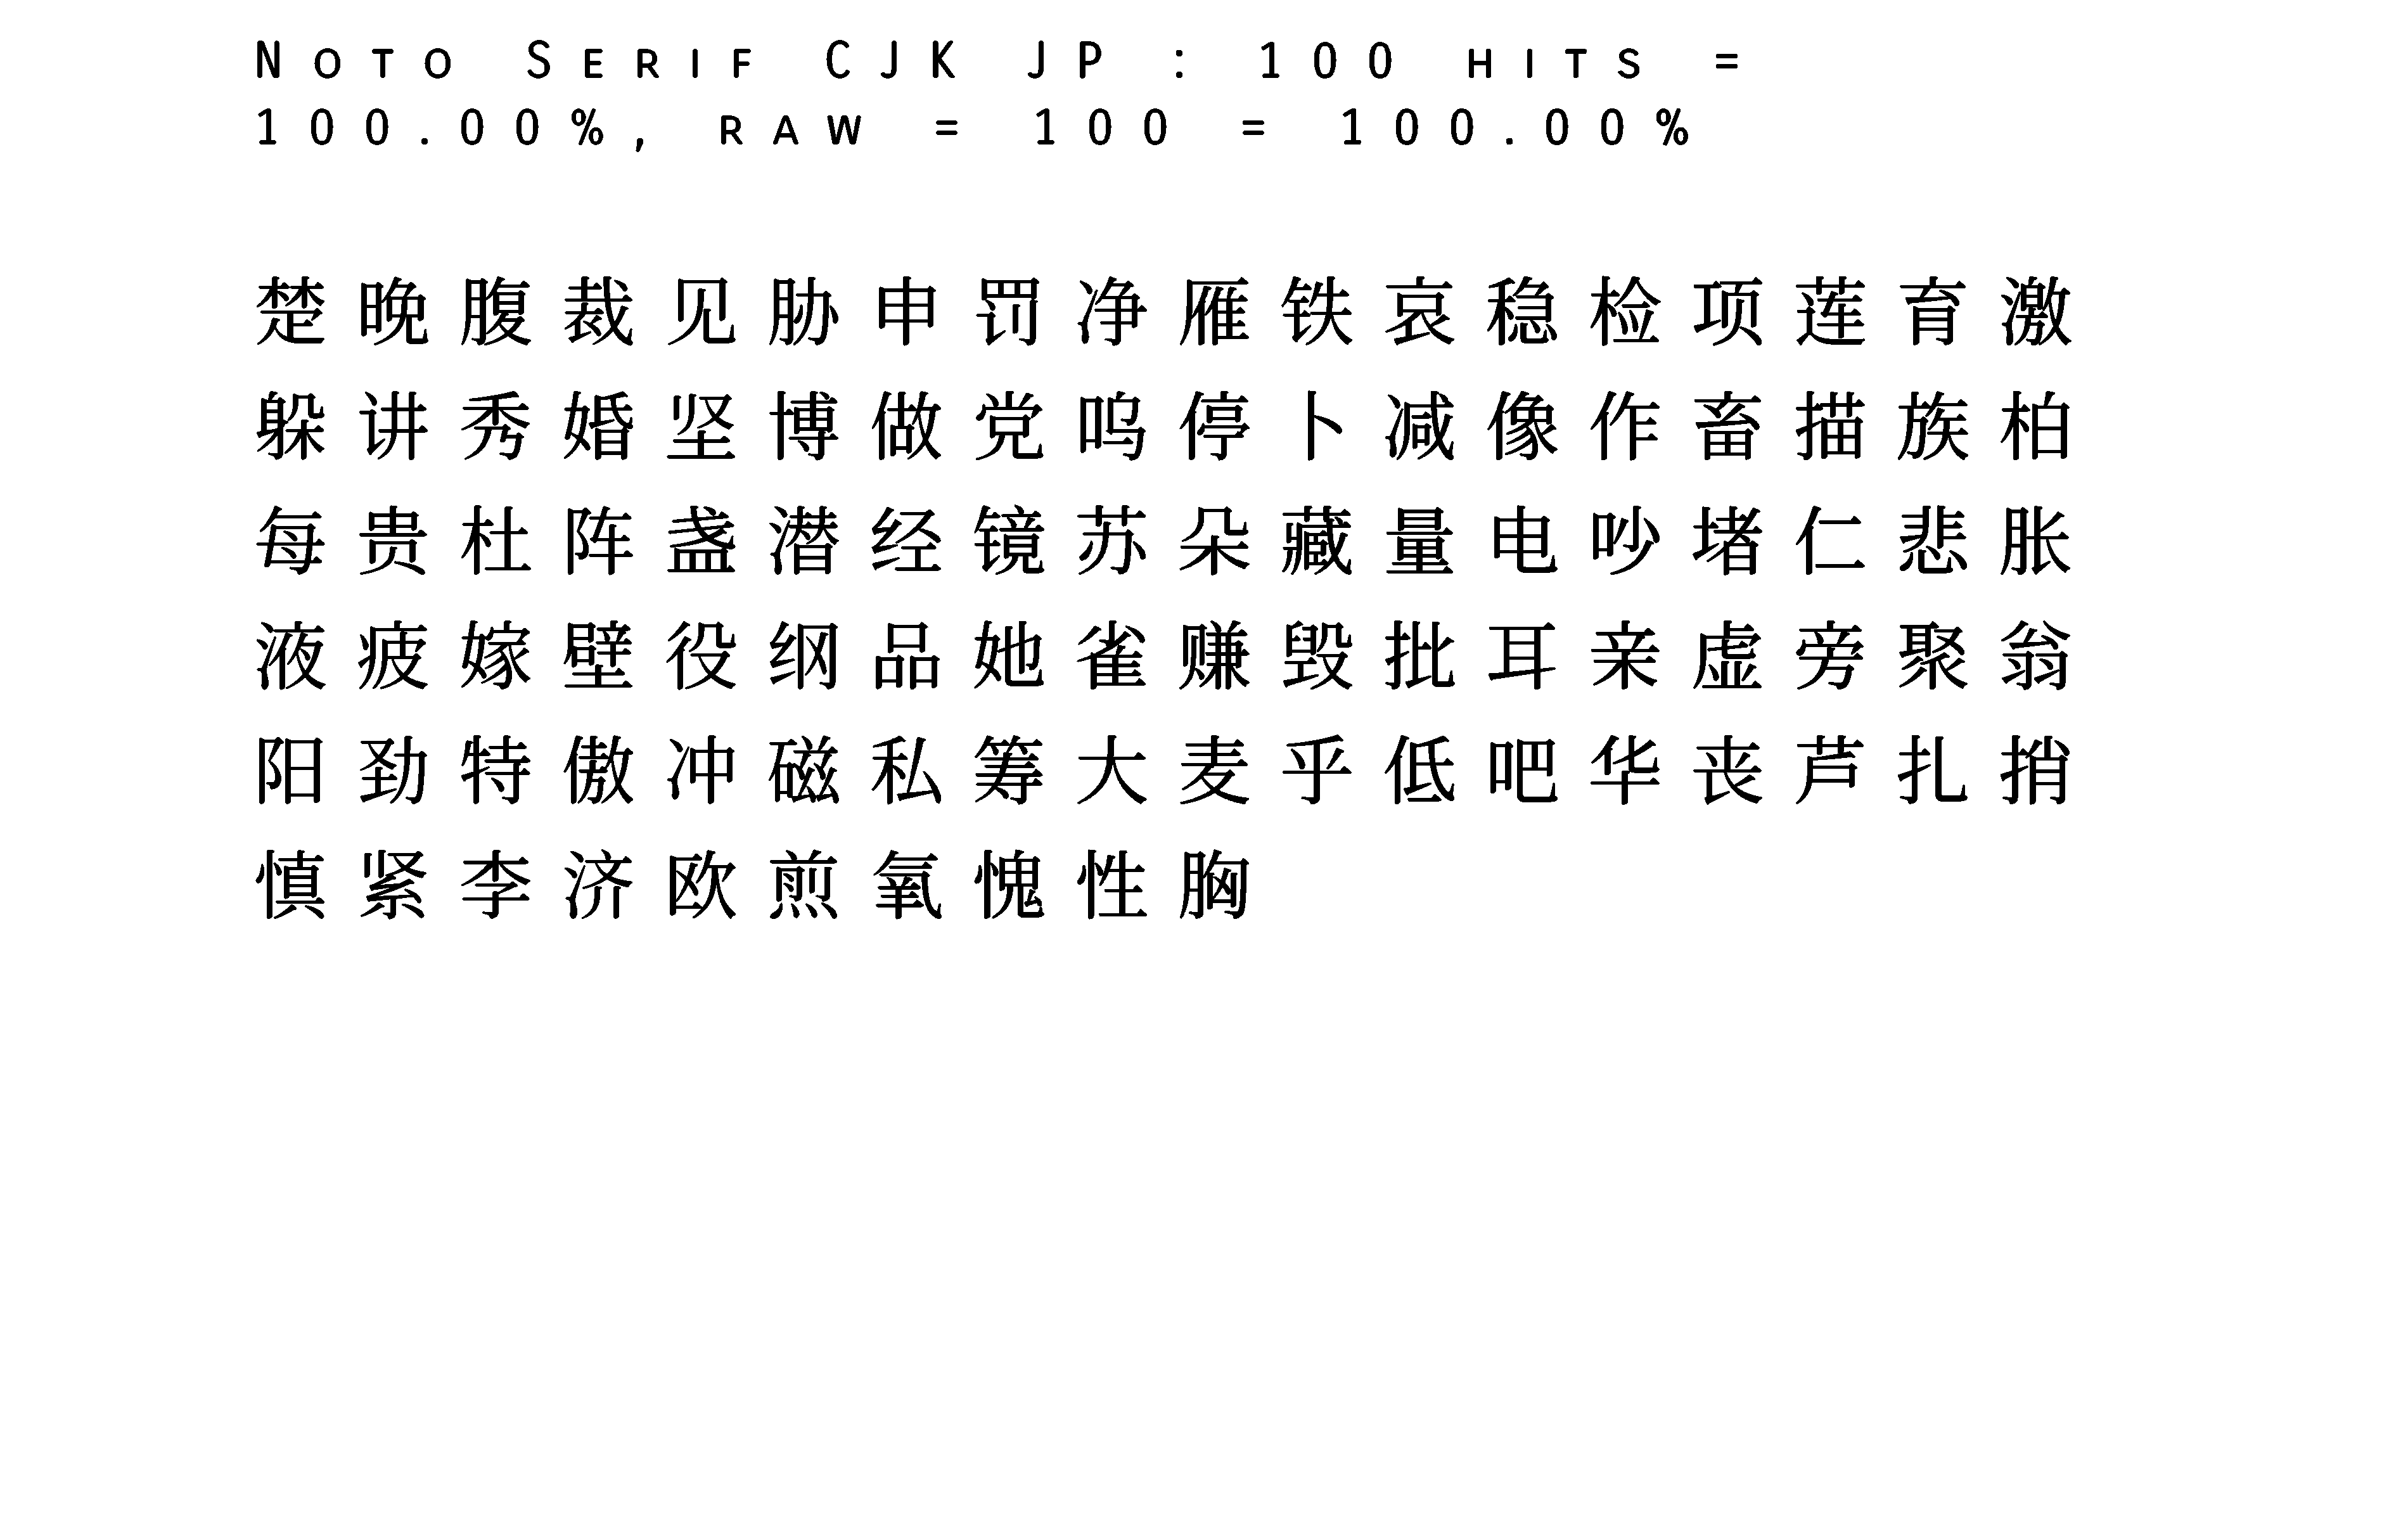 Noto Serif CJK JP : 100 hits =
100.00%, raw = 100 = 100.00%
楚晚腹裁见胁申罚净雁铁哀稳检项莲育激
躲讲秀婚坚博做党呜停卜减像作畜描族柏
每贵杜阵盏潜经镜苏朵藏量电吵堵仁悲胀
液疲嫁壁役纲品她雀赚毁批耳亲虚旁聚翁
阳劲特傲冲磁私筹大麦乎低吧华丧芦扎捎
慎紧李济欧煎氧愧性胸